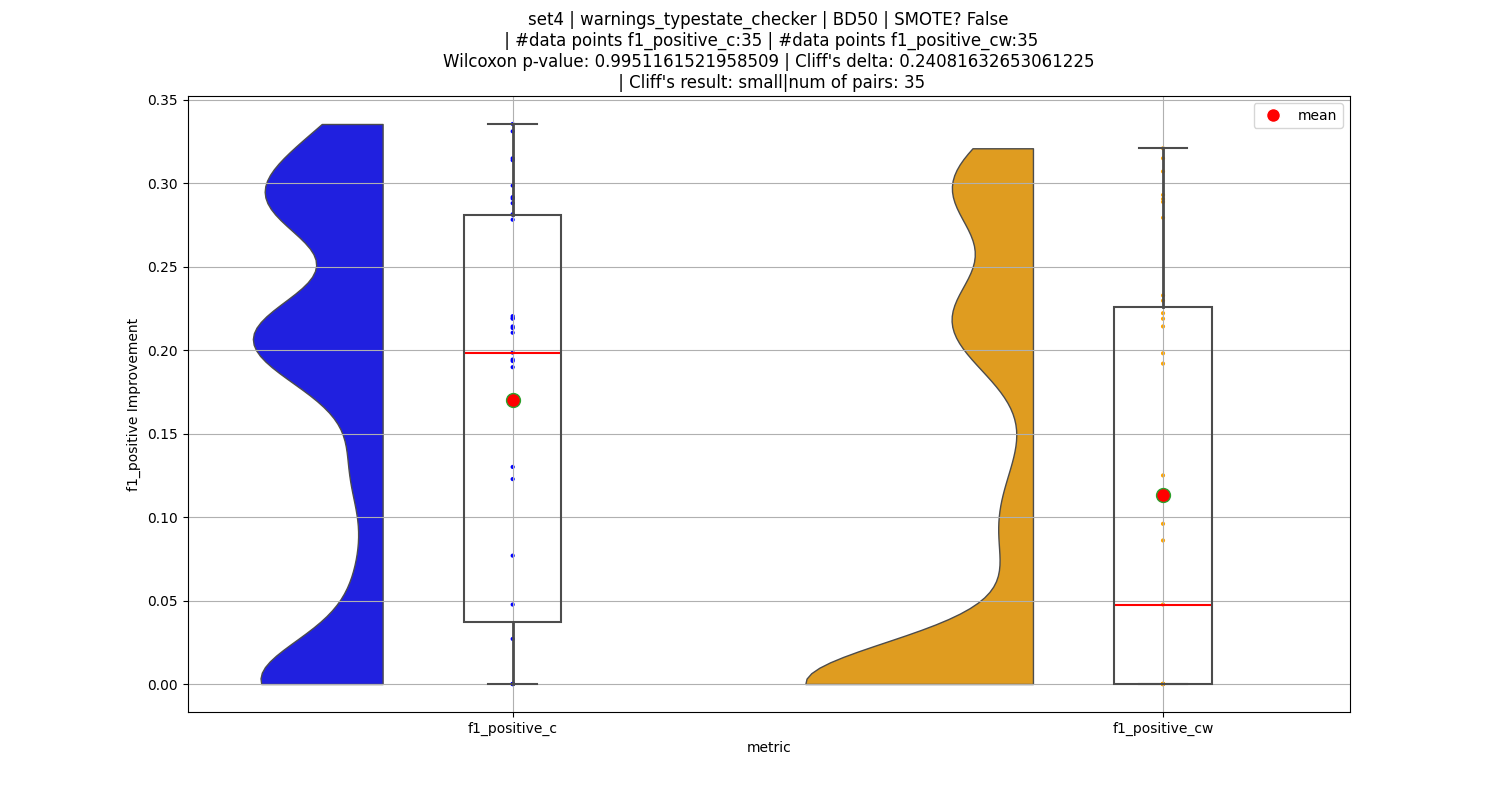 set4 | warnings_typestate_checker | BD50 | SMOTE? False
| #data points f1_positive_c:35 | #data points f1_positive_cw:35
Wilcoxon p-value: 0.9951161521958509 | Cliff's delta: 0.24081632653061225
| Cliff's result: small|num of pairs: 35
mean
0.35
0.30
0.25
0.20
0.15
0.10
0.05
0.00
f1_positive Improvement
f1_positive_c
f1_positive_cw
metric